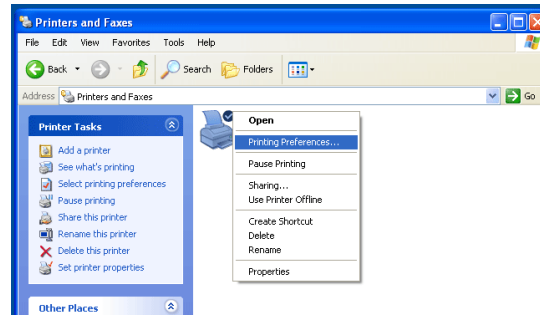 Printers and Faxes
File Edit View Favorites Tools Help
Back Search Folders
Address Printers and Faxes Go
Printer Tasks
Add a printer
See what's printing
Select printing preferences
Pause printing
Share this printer
Rename this printer
Delete this printer
Set printer properties
Other Places
Open
Printing Preferences...
Pause Printing
Sharing...
Use Printer Offline
Create Shortcut
Delete
Rename
Properties